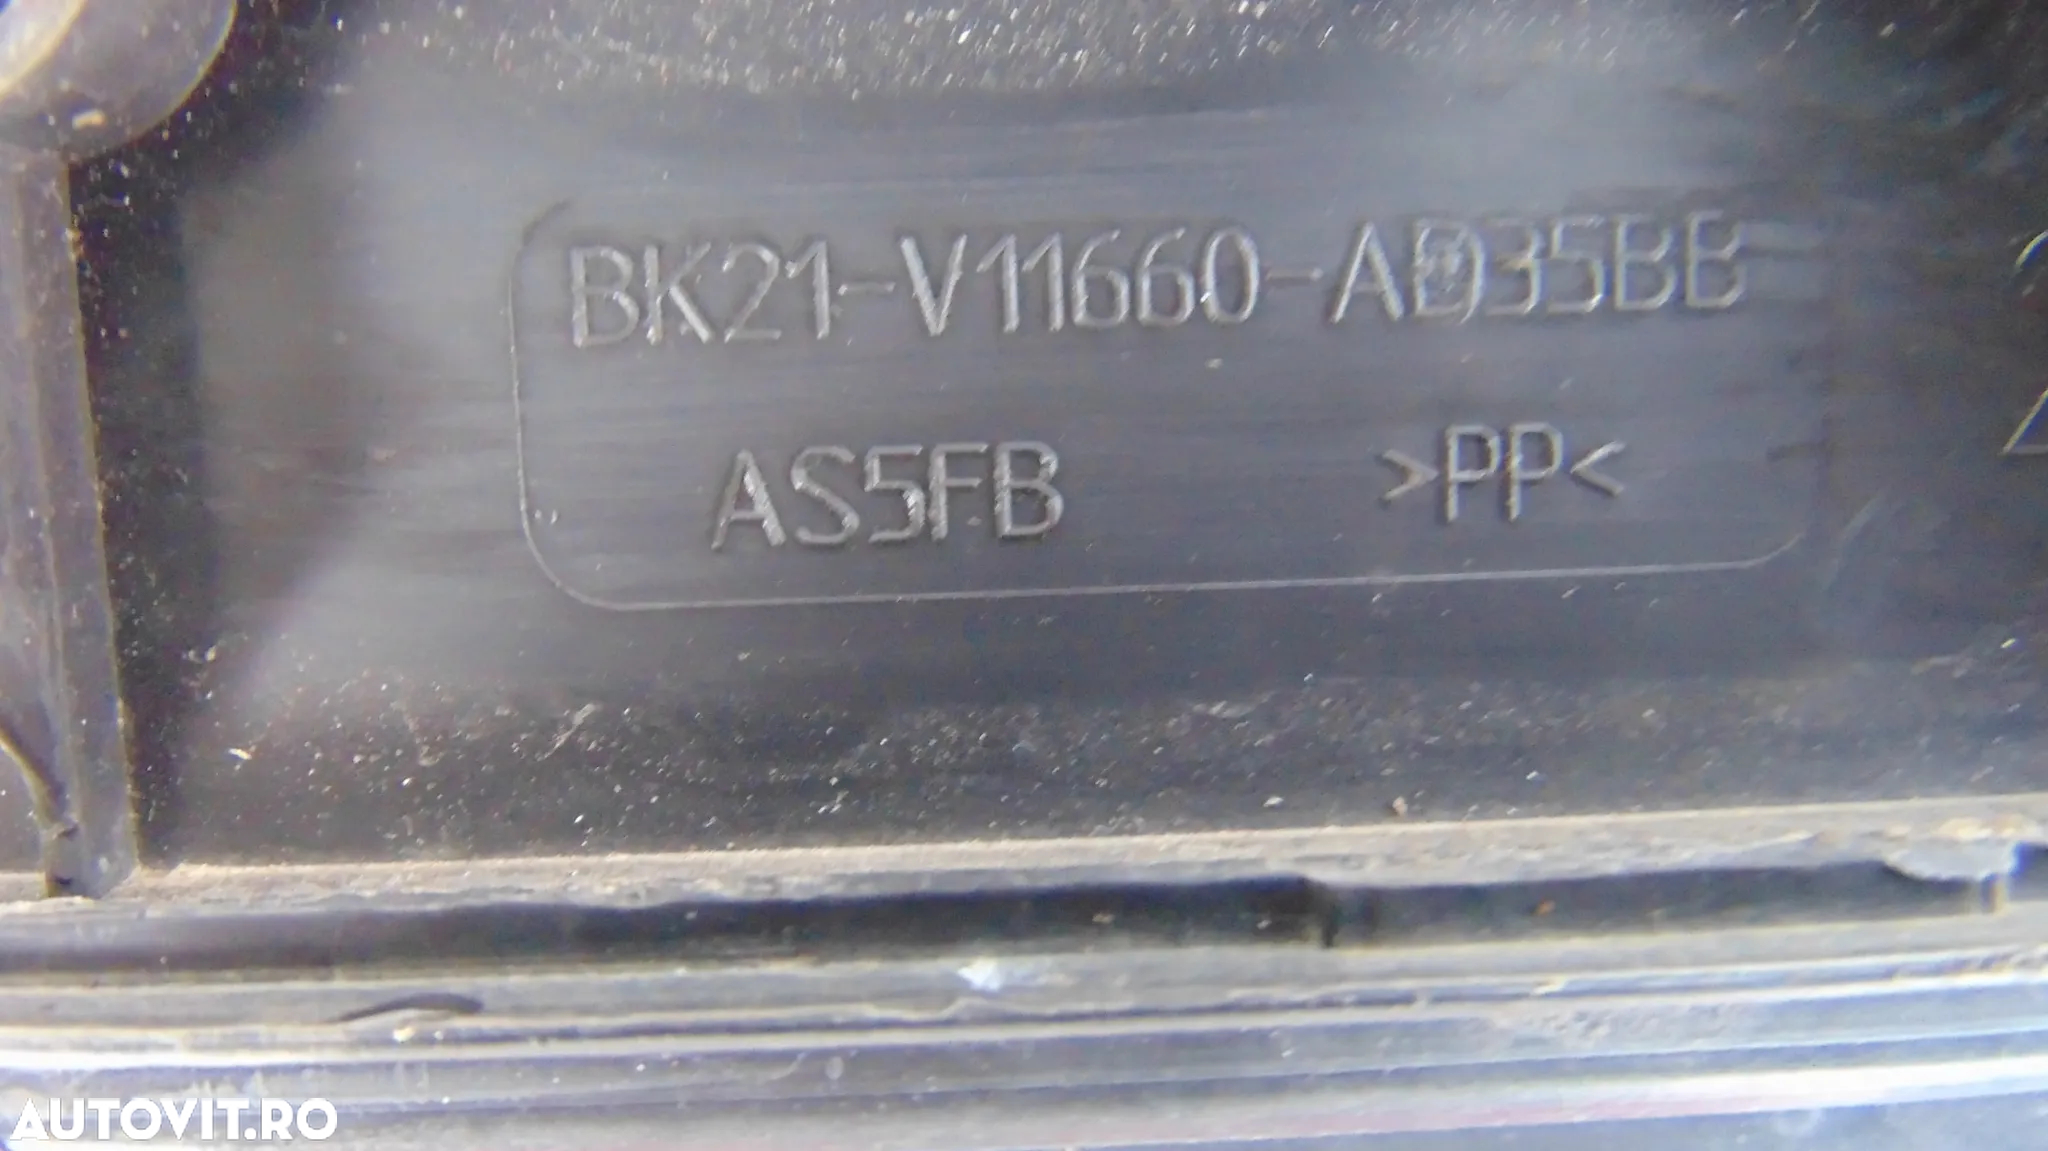 BK21-V11660-AD35BB
AS5FB >PP<
AUTOVIT.RO